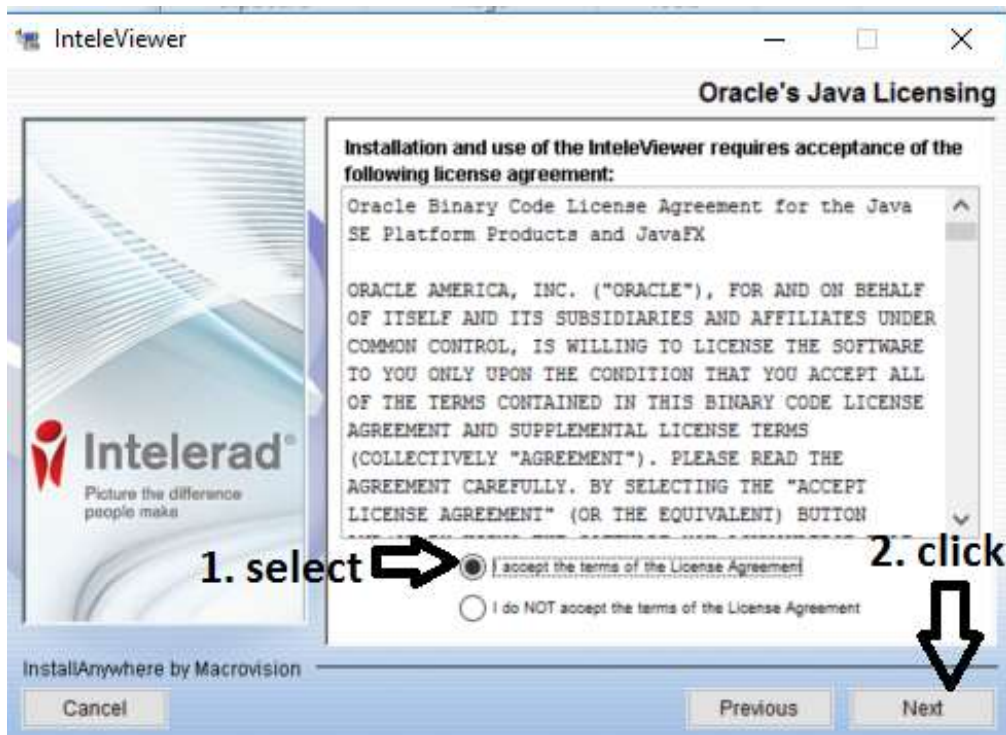 InteleViewer
Oracle's Java Licensing
Installation and use of the InteleViewer requires acceptance of the
following license agreement:
Oracle Binary Code License Agreement for the Java
SE Platform Products and JavaFX
ORACLE AMERICA, INC. ("ORACLE"), FOR AND ON BEHALF
OF ITSELF AND ITS SUBSIDIARIES AND AFFILIATES UNDER
COMMON CONTROL, IS WILLING TO LICENSE THE SOFTWARE
TO YOU ONLY UPON THE CONDITION THAT YOU ACCEPT ALL
OF THE TERMS CONTAINED IN THIS BINARY CODE LICENSE
AGREEMENT AND SUPPLEMENTAL LICENSE TERMS
(COLLECTIVELY "AGREEMENT"). PLEASE READ THE
AGREEMENT CAREFULLY. BY SELECTING THE "ACCEPT
LICENSE AGREEMENT" (OR THE EQUIVALENT) BUTTON
Intelerad®
Picture the difference
people make
1. select
I accept the terms of the License Agreement
2. click
I do NOT accept the terms of the License Agreement
InstallAnywhere by Macrovision
Cancel
Previous
Next